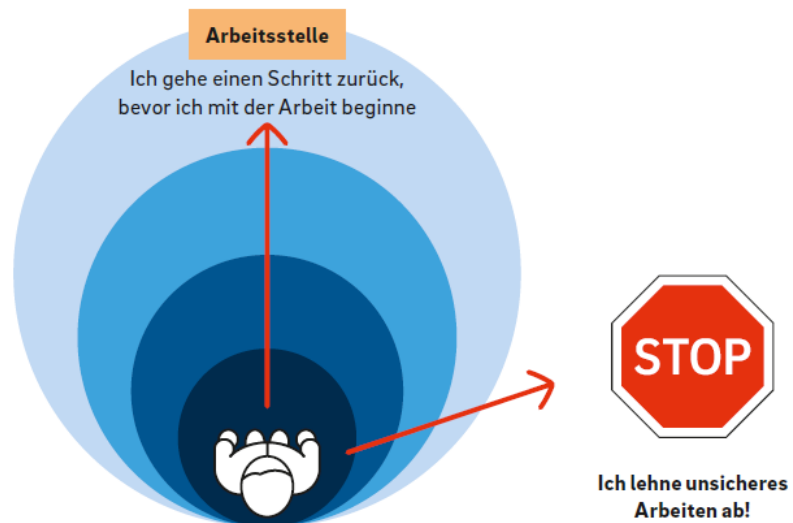 Arbeitsstelle
Ich gehe einen Schritt zurück,
bevor ich mit der Arbeit beginne
STOP
Ich lehne unsicheres
Arbeiten ab!